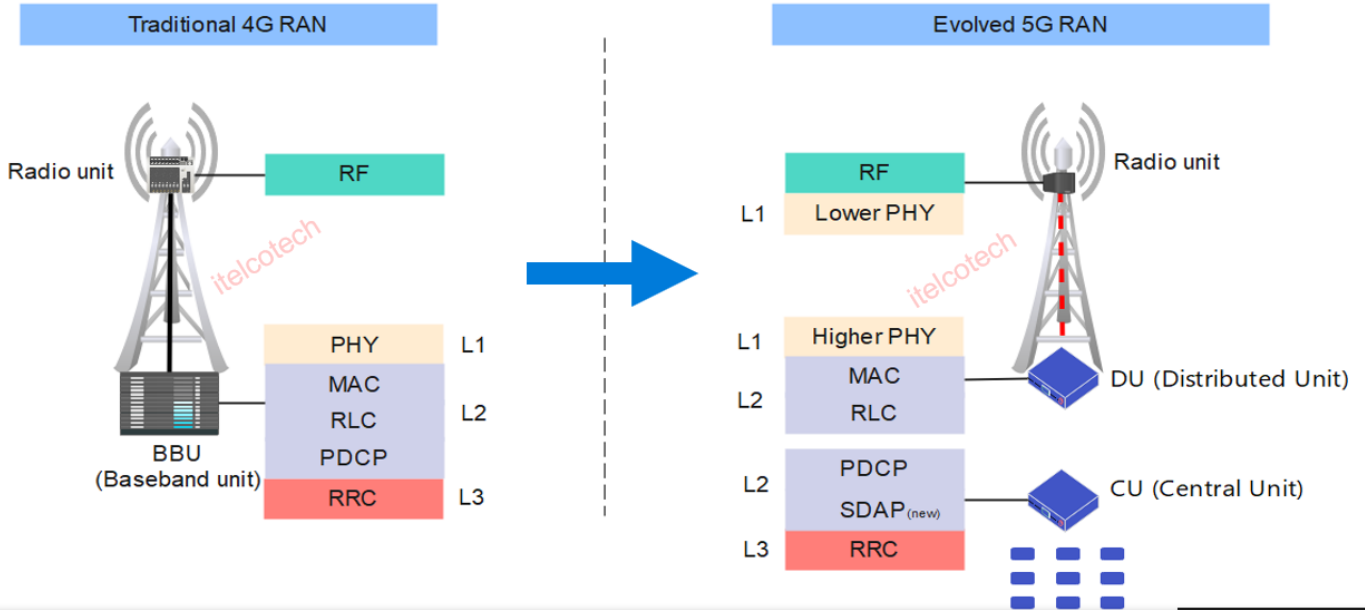 Traditional 4G RAN
Evolved 5G RAN
Radio unit
RF
itelcotech
PHY
L1
MAC
RLC
L2
PDCP
RRC
L3
BBU
(Baseband unit)
RF
Radio unit
L1
Lower PHY
itelcotech
L1
Higher PHY
L2
MAC
RLC
DU (Distributed Unit)
L2
PDCP
SDAP (new)
CU (Central Unit)
L3
RRC